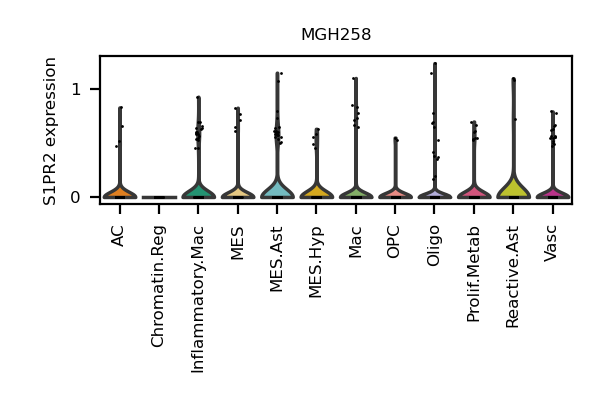 MGH258
S1PR2 expression
1
0
AC
Chromatin.Reg
Inflammatory.Mac
MES
MES.Ast
MES.Hyp
Mac
OPC
Oligo
Prolif.Metab
Reactive.Ast
Vasc